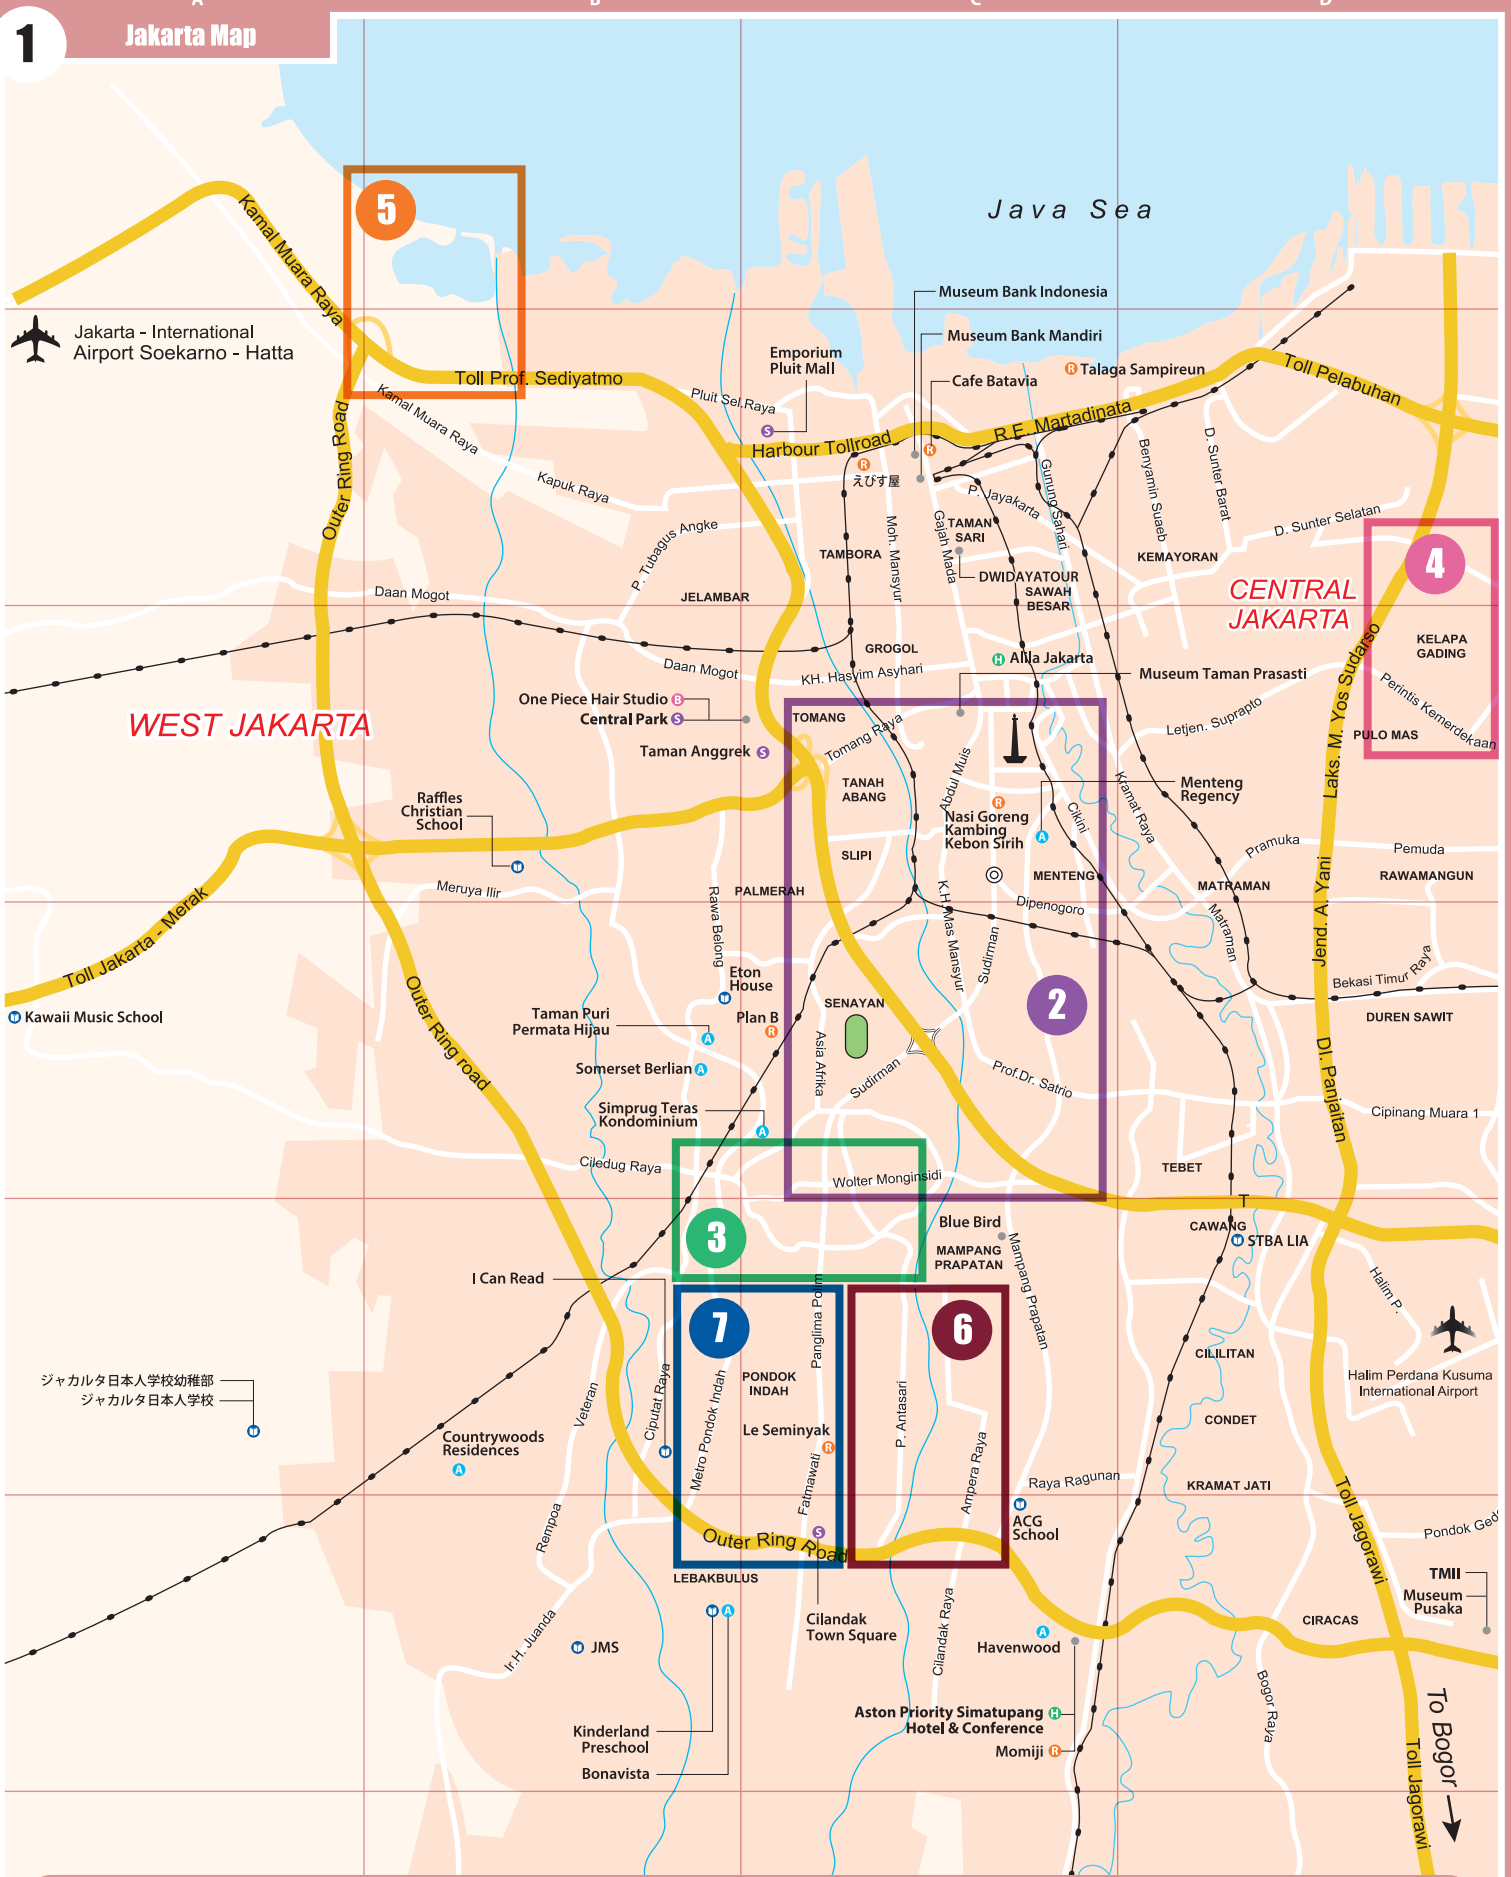 A
B
C
D
1
Jakarta Map
Java Sea
5
Kamal Muara Raya
Jakarta - International
Airport Soekarno - Hatta
Museum Bank Indonesia
Museum Bank Mandiri
Emporium
Pluit Mall
R Talaga Sampireun
Cafe Batavia
Toll Pelabuhan
Toll Prof. Sediyatmo
Kamal Muara Raya
Pluit Sel.Raya
S
Harbour Tollroad
R.E. Martadinata
R
R
えびす屋
Outer Ring Road
Kapuk Raya
P. Tubagus Angke
P. Jayakarta
Gunung Sahari
Benyamin Suaeb
D. Sunter Barat
D. Sunter Selatan
Moh. Mansyur
Gajah Mada
TAMAN
SARI
TAMBORA
KEMAYORAN
4
DWIDAYATOUR
SAWAH
BESAR
CENTRAL
JAKARTA
Daan Mogot
JELAMBAR
GROGOL
KELAPA
GADING
H Alila Jakarta
Daan Mogot
KH. Hasyim Asyhari
Museum Taman Prasasti
Laks. M. Yos Sudarso
Perintis Kemerdekaan
One Piece Hair Studio B
Central Park S
WEST JAKARTA
TOMANG
Tomang Raya
Letjen. Suprapto
PULO MAS
Taman Anggrek S
Abdul Muis
Kramat Raya
TANAH
ABANG
Menteng
Regency
Raffles
Christian
School
R
Nasi Goreng
Kambing
Kebon Sirih
A
Cikini
Pramuka
Pemuda
SLIPI
MENTENG
MATRAMAN
RAWAMANGUN
Meruya Ilir
PALMERAH
Rawa Belong
K.H. Mas Mansyur
Dipenogoro
Matraman
Jend. A. Yani
Toll Jakarta - Merak
Sudirman
Bekasi Timur Raya
Eton
House
SENAYAN
2
Kawaii Music School
Outer Ring road
Taman Puri
Permata Hijau
A
Plan B
R
DUREN SAWIT
Asia Afrika
Sudirman
Somerset Berlian A
Prof.Dr. Satrio
DI. Panjaitan
Simprug Teras
Kondominium
A
Cipinang Muara 1
Ciledug Raya
Wolter Monginsidi
TEBET
T
3
Blue Bird
CAWANG
STBA LIA
MAMPANG
PRAPATAN
Mampang Prapatan
I Can Read
Halim P.
7
6
Panglima Polim
CILILITAN
Halim Perdana Kusuma
International Airport
ジャカルタ日本人学校幼稚部
ジャカルタ日本人学校
PONDOK
INDAH
Veteran
Ciputat Raya
Metro Pondok Indah
P. Antasari
CONDET
Le Seminyak
R
Countrywoods
Residences
A
Fatmawati
Ampera Raya
Raya Ragunan
KRAMAT JATI
Toll Jagorawi
ACG
School
Rempoa
S
Outer Ring Road
Pondok Gede
LEBAKBULUS
TMII
Museum
Pusaka
A
Cilandak
Town Square
Cilandak Raya
A
Havenwood
CIRACAS
Ir.H. Juanda
JMS
Bogor Raya
Aston Priority Simatupang H
Hotel & Conference
Kinderland
Preschool
Momiji R
Bonavista
To Bogor
Toll Jagorawi